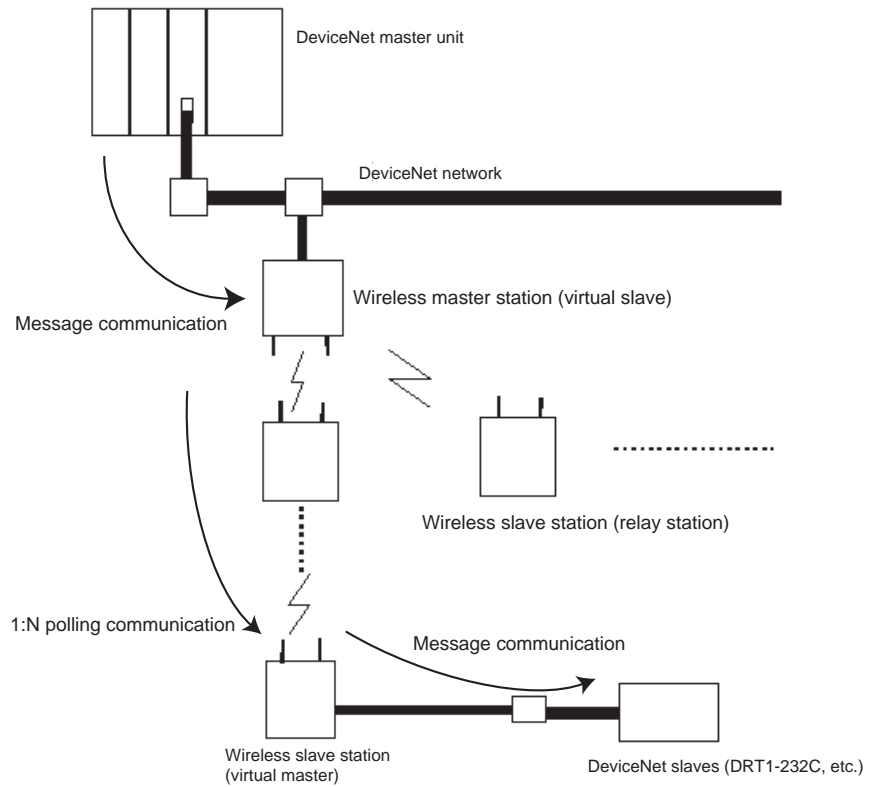 DeviceNet master unit
DeviceNet network
Wireless master station (virtual slave)
Message communication
Wireless slave station (relay station)
1:N polling communication
Message communication
Wireless slave station
(virtual master)
DeviceNet slaves (DRT1-232C, etc.)